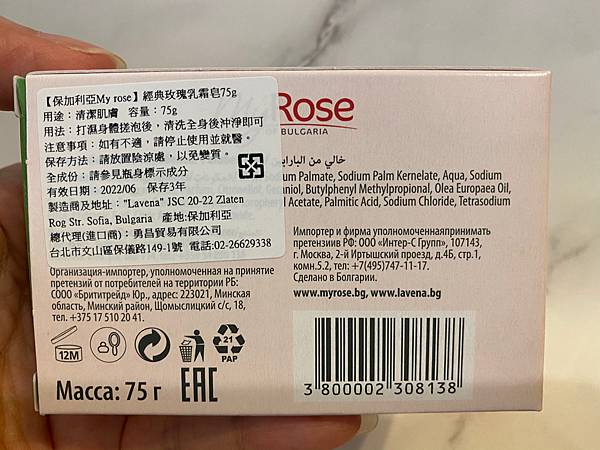 【保加利亞My rose】經典玫瑰乳霜皂75g
用途：清潔肌膚 容量：75g
用法：打濕身體搓泡後，清洗全身後沖淨即可
注意事項：如有不適，請停止使用並就醫。
保存方法：請放置陰涼處，以免變質。
全成份：請參見瓶身標示成分
有效日期：2022/06 保存3年
製造商及地址："Lavena" JSC 20-22 Zlaten
Rog Str. Sofia, Bulgaria 產地:保加利亞
總代理(進口商)：勇昌貿易有限公司
台北市文山區保儀路149-1號 電話:02-26629338
Rose
BULGARIA
خالي من البارابين
Palmate, Sodium Palm Kernelate, Aqua, Sodium
Butylphenyl Methylpropional, Olea Europaea Oil,
Acetate, Palmitic Acid, Sodium Chloride, Tetrasodium
Импортер и фирма уполномоченнаяпринимать
претензиив РФ: ООО «Интер-С Групп», 107143,
г. Москва, 2-й Иртышский проезд, д.4Б, стр.1,
комн.5.2, тел: +7(495)747-11-17.
Сделано в Болгарии.
www.myrose.bg, www.lavena.bg
Организация-импортер, уполномоченная на принятие
претензий от потребителей на территории РБ:
СООО «Брититрейд» Юр., адрес: 223021, Минская
область, Минский район, Щомыслицкий с/с, 18,
тел. +375 17 510 20 41.
12M
21
PAP
Масса: 75 г
EAC
3 800002 308138